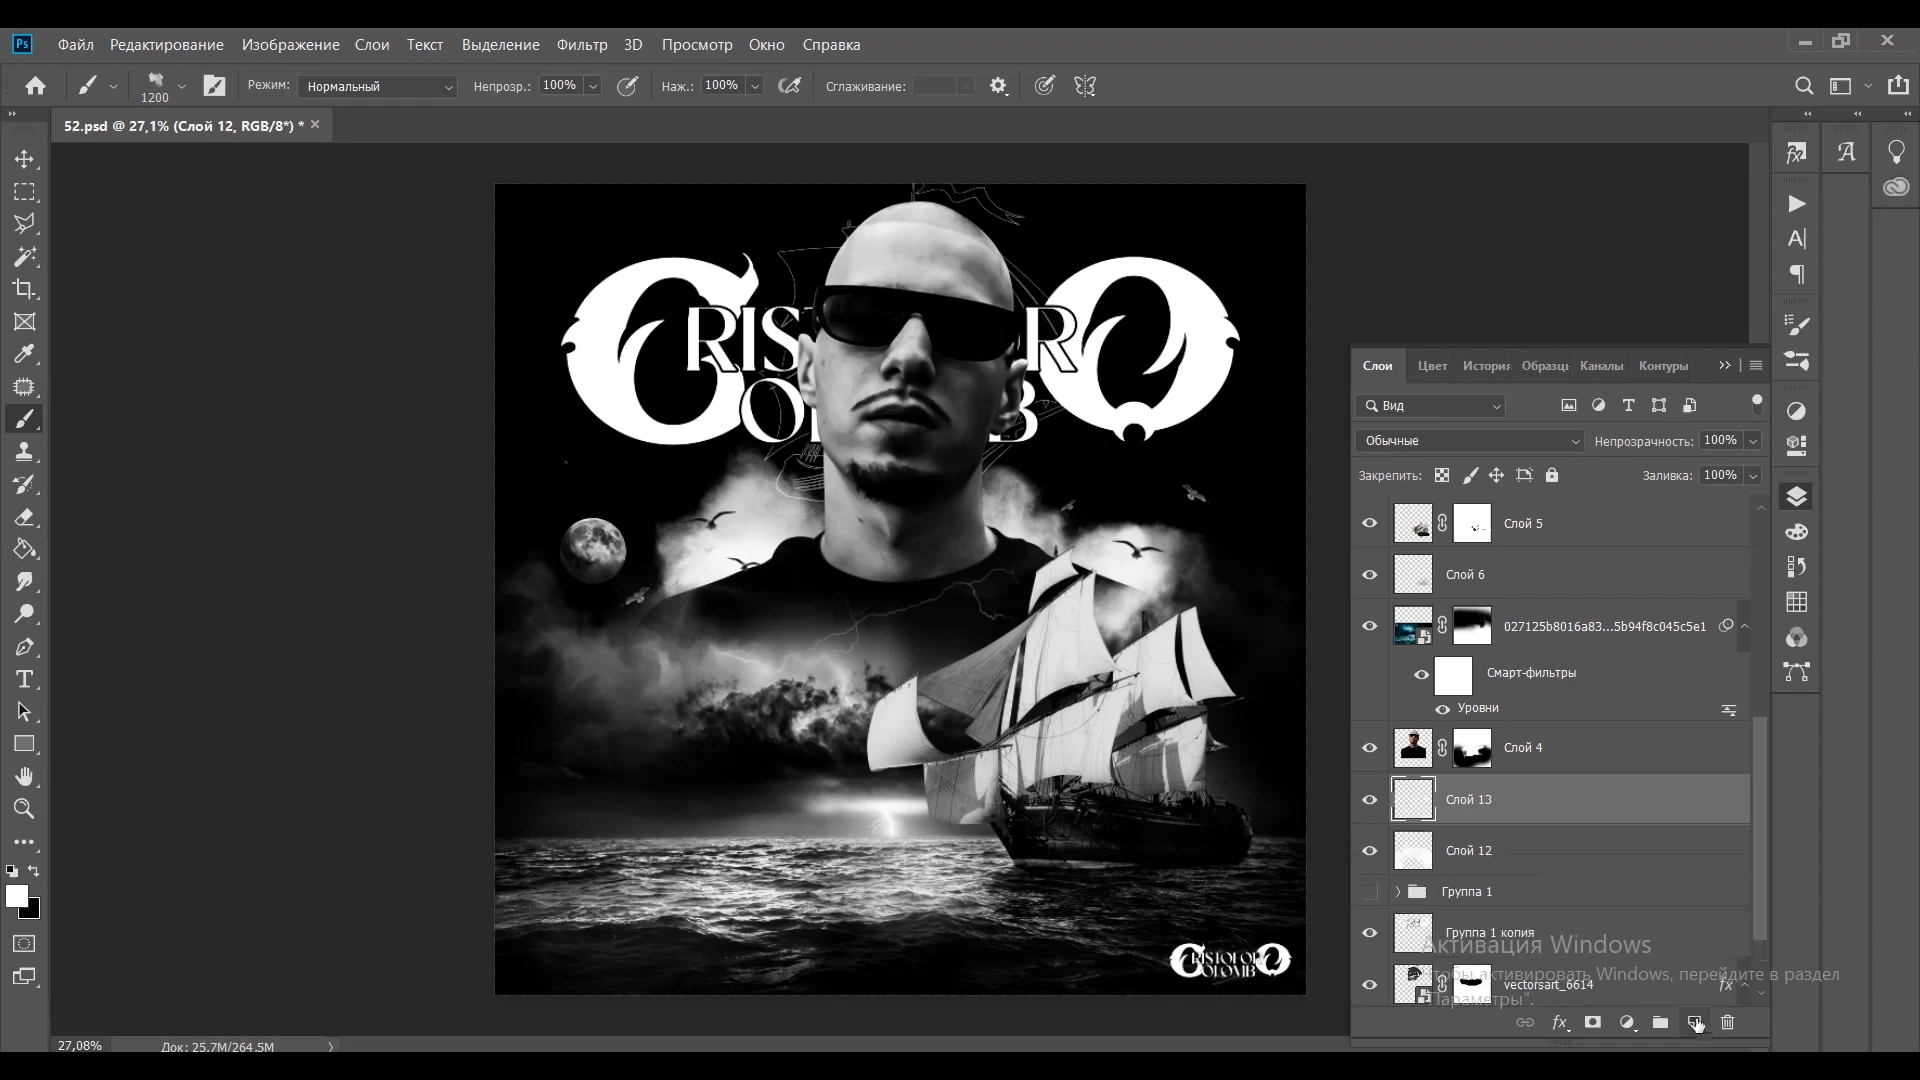 Ps
Файл Редактирование Изображение Слои Текст Выделение Фильтр 3D Просмотр Окно Справка
1200
Режим: Нормальный
Непрозр.: 100%
Наж.: 100%
Сглаживание:
52.psd @ 27,1% (Слой 12, RGB/8*) *
Слои Цвет История Образцы Каналы Контуры
Вид
Обычные
Непрозрачность: 100%
Закрепить:
Заливка: 100%
Слой 5
Слой 6
027125b8016a83...5b94f8c045c5e1
Смарт-фильтры
Уровни
Слой 4
Слой 13
Слой 12
Группа 1
Группа 1 копия
vectorsart_6614
fx
Активация Windows
Чтобы активировать Windows, перейдите в раздел
"Параметры".
CRISTOFORO
COLOMB
27,08%
Док: 25,7M/264,5M